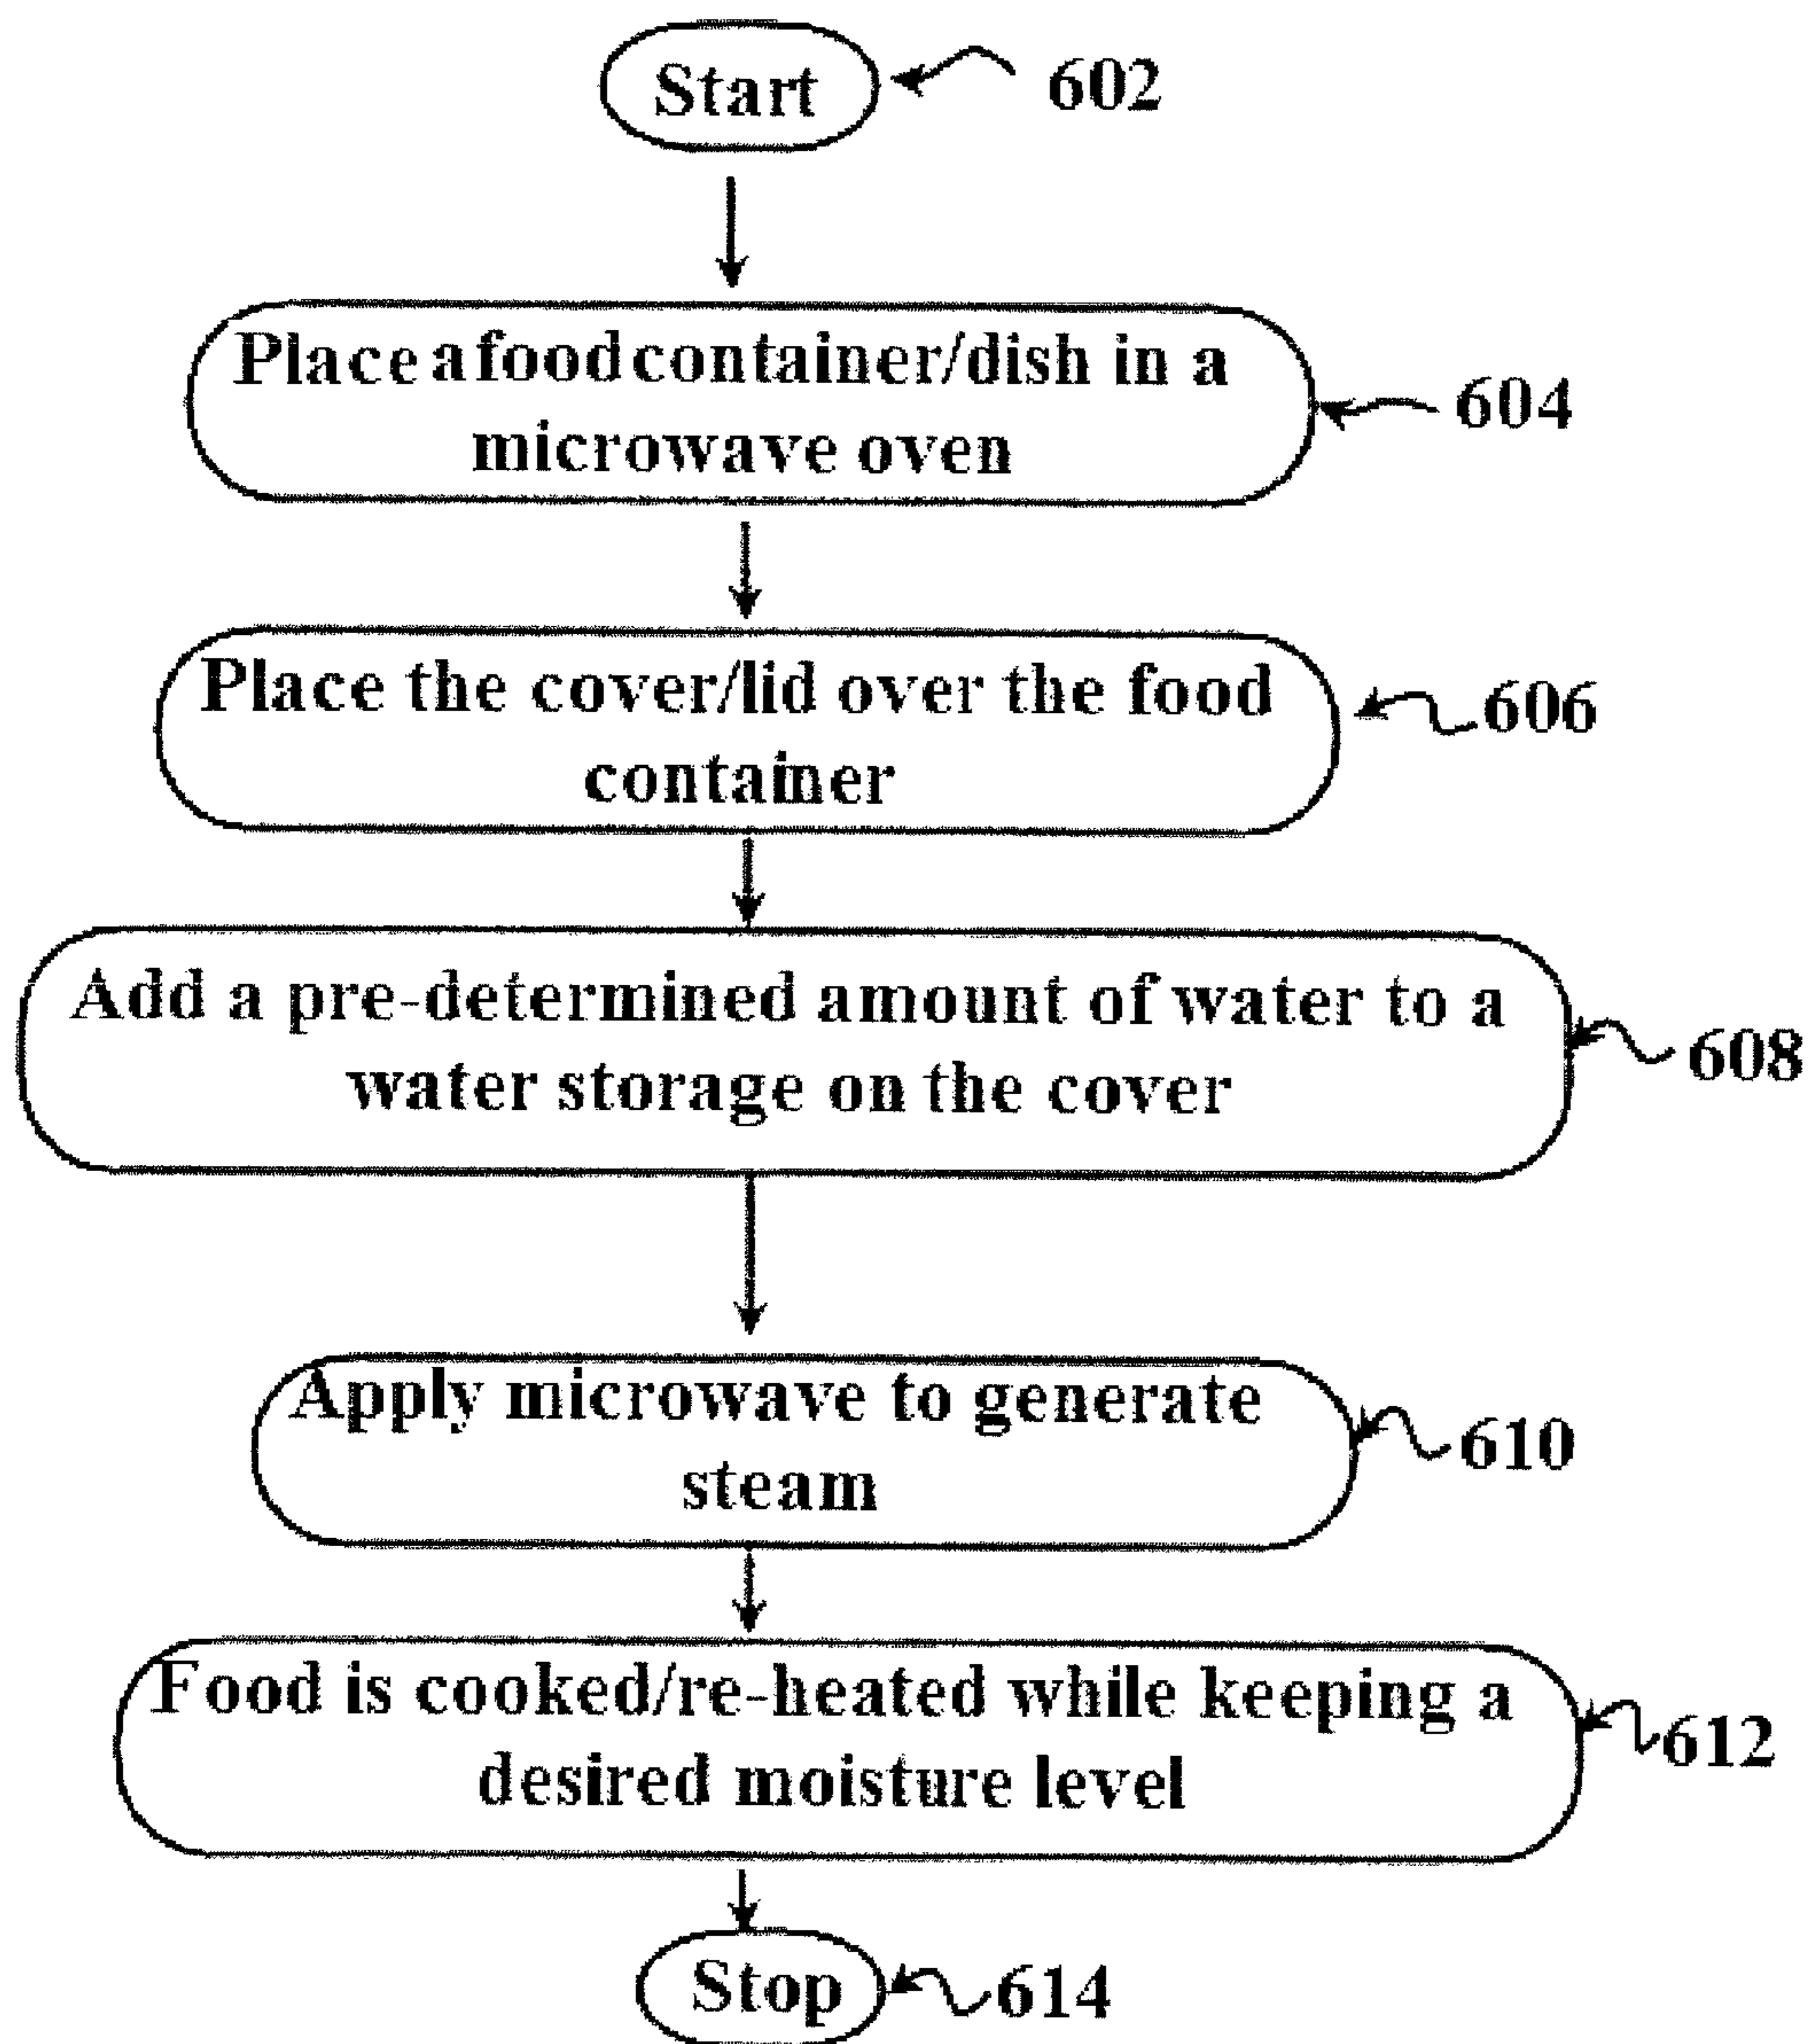 Start
602
Place a food container/dish in a
microwave oven
604
Place the cover/lid over the food
container
606
Add a pre-determined amount of water to a
water storage on the cover
608
Apply microwave to generate
steam
610
Food is cooked/re-heated while keeping a
desired moisture level
612
Stop
614